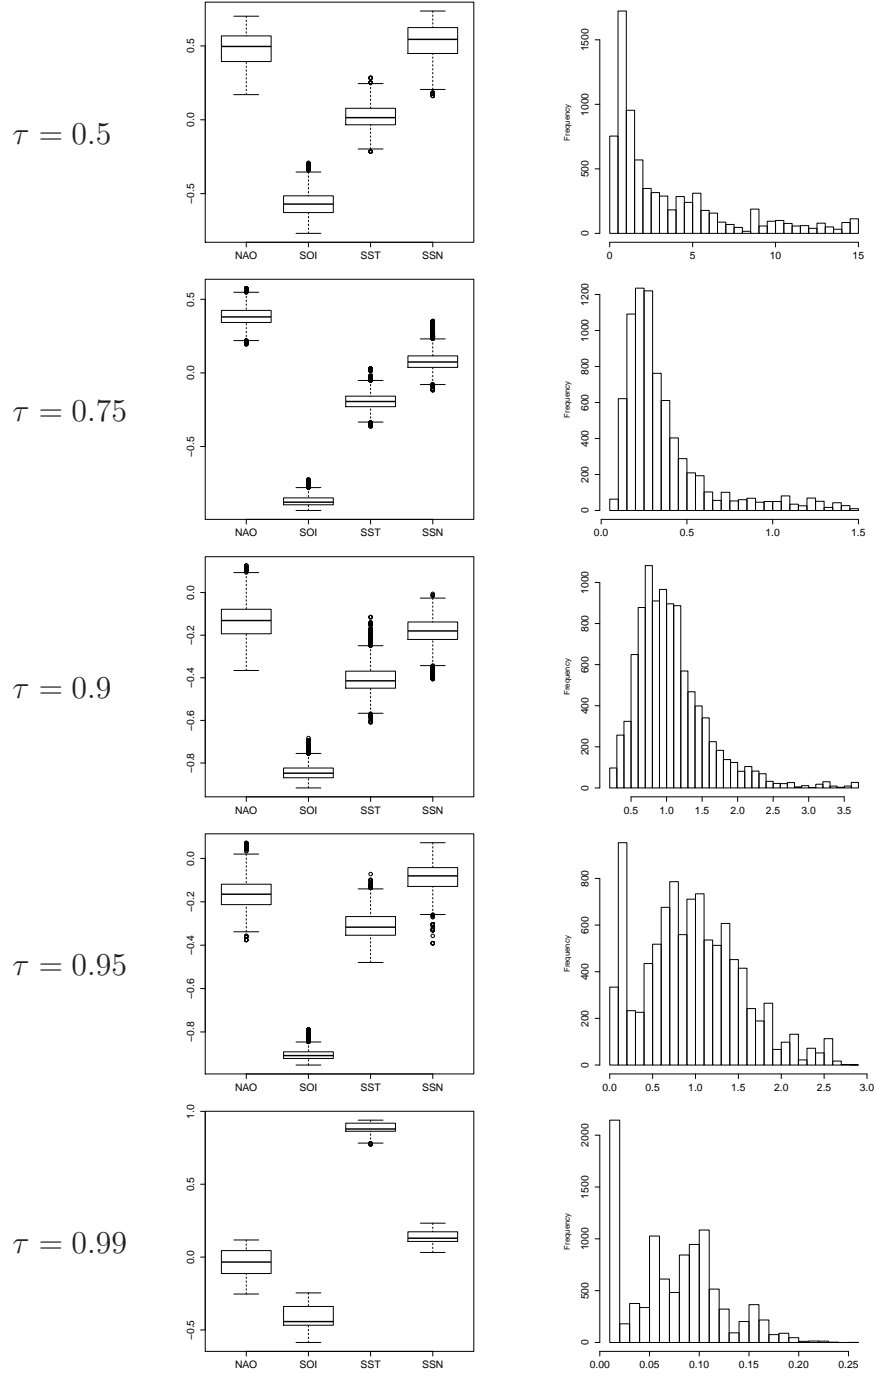 τ = 0.5
0.5
0.0
−0.5
NAO SOI SST SSN
Frequency
1500
1000
500
0
0 5 10 15
τ = 0.75
0.5
0.0
−0.5
NAO SOI SST SSN
Frequency
1200
1000
800
600
400
200
0
0.0 0.5 1.0 1.5
τ = 0.9
0.0
−0.2
−0.4
−0.6
−0.8
NAO SOI SST SSN
Frequency
1000
800
600
400
200
0
0.5 1.0 1.5 2.0 2.5 3.0 3.5
τ = 0.95
0.0
−0.2
−0.4
−0.6
−0.8
NAO SOI SST SSN
Frequency
800
600
400
200
0
0.0 0.5 1.0 1.5 2.0 2.5 3.0
τ = 0.99
1.0
0.5
0.0
−0.5
NAO SOI SST SSN
Frequency
2000
1500
1000
500
0
0.00 0.05 0.10 0.15 0.20 0.25